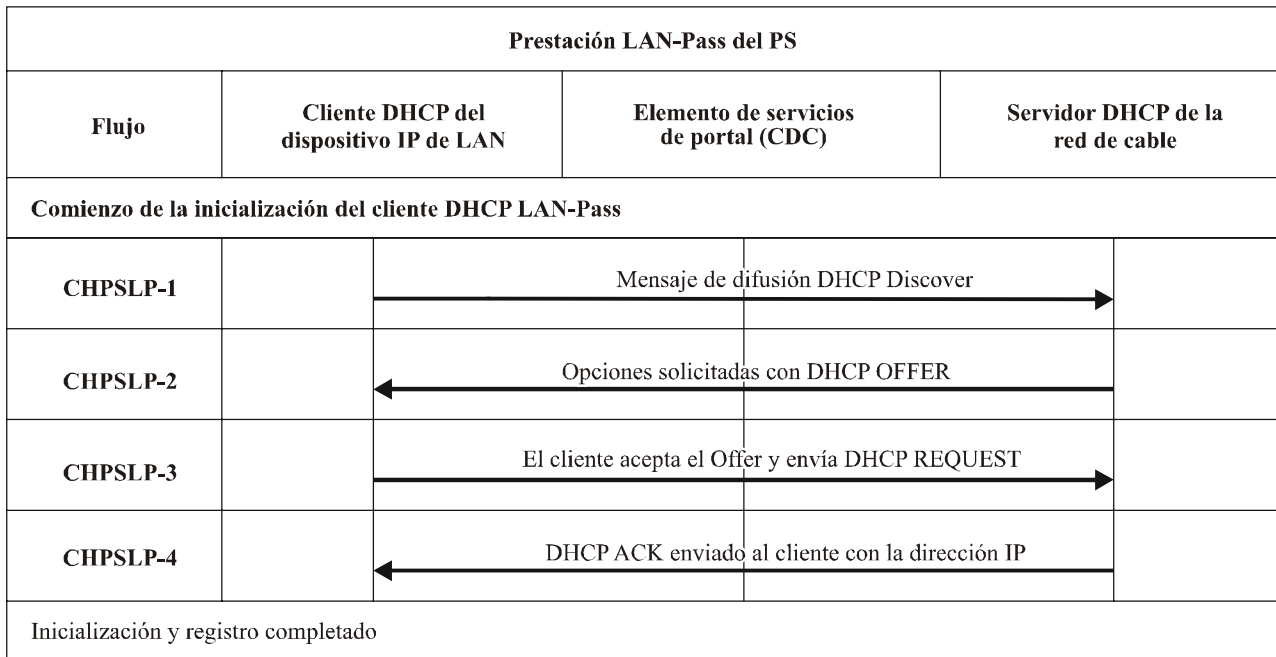 Prestación LAN-Pass del PS
Flujo
Cliente DHCP del
dispositivo IP de LAN
Elemento de servicios
de portal (CDC)
Servidor DHCP de la
red de cable
Comienzo de la inicialización del cliente DHCP LAN-Pass
CHPSLP-1
Mensaje de difusión DHCP Discover
CHPSLP-2
Opciones solicitadas con DHCP OFFER
CHPSLP-3
El cliente acepta el Offer y envía DHCP REQUEST
CHPSLP-4
DHCP ACK enviado al cliente con la dirección IP
Inicialización y registro completado